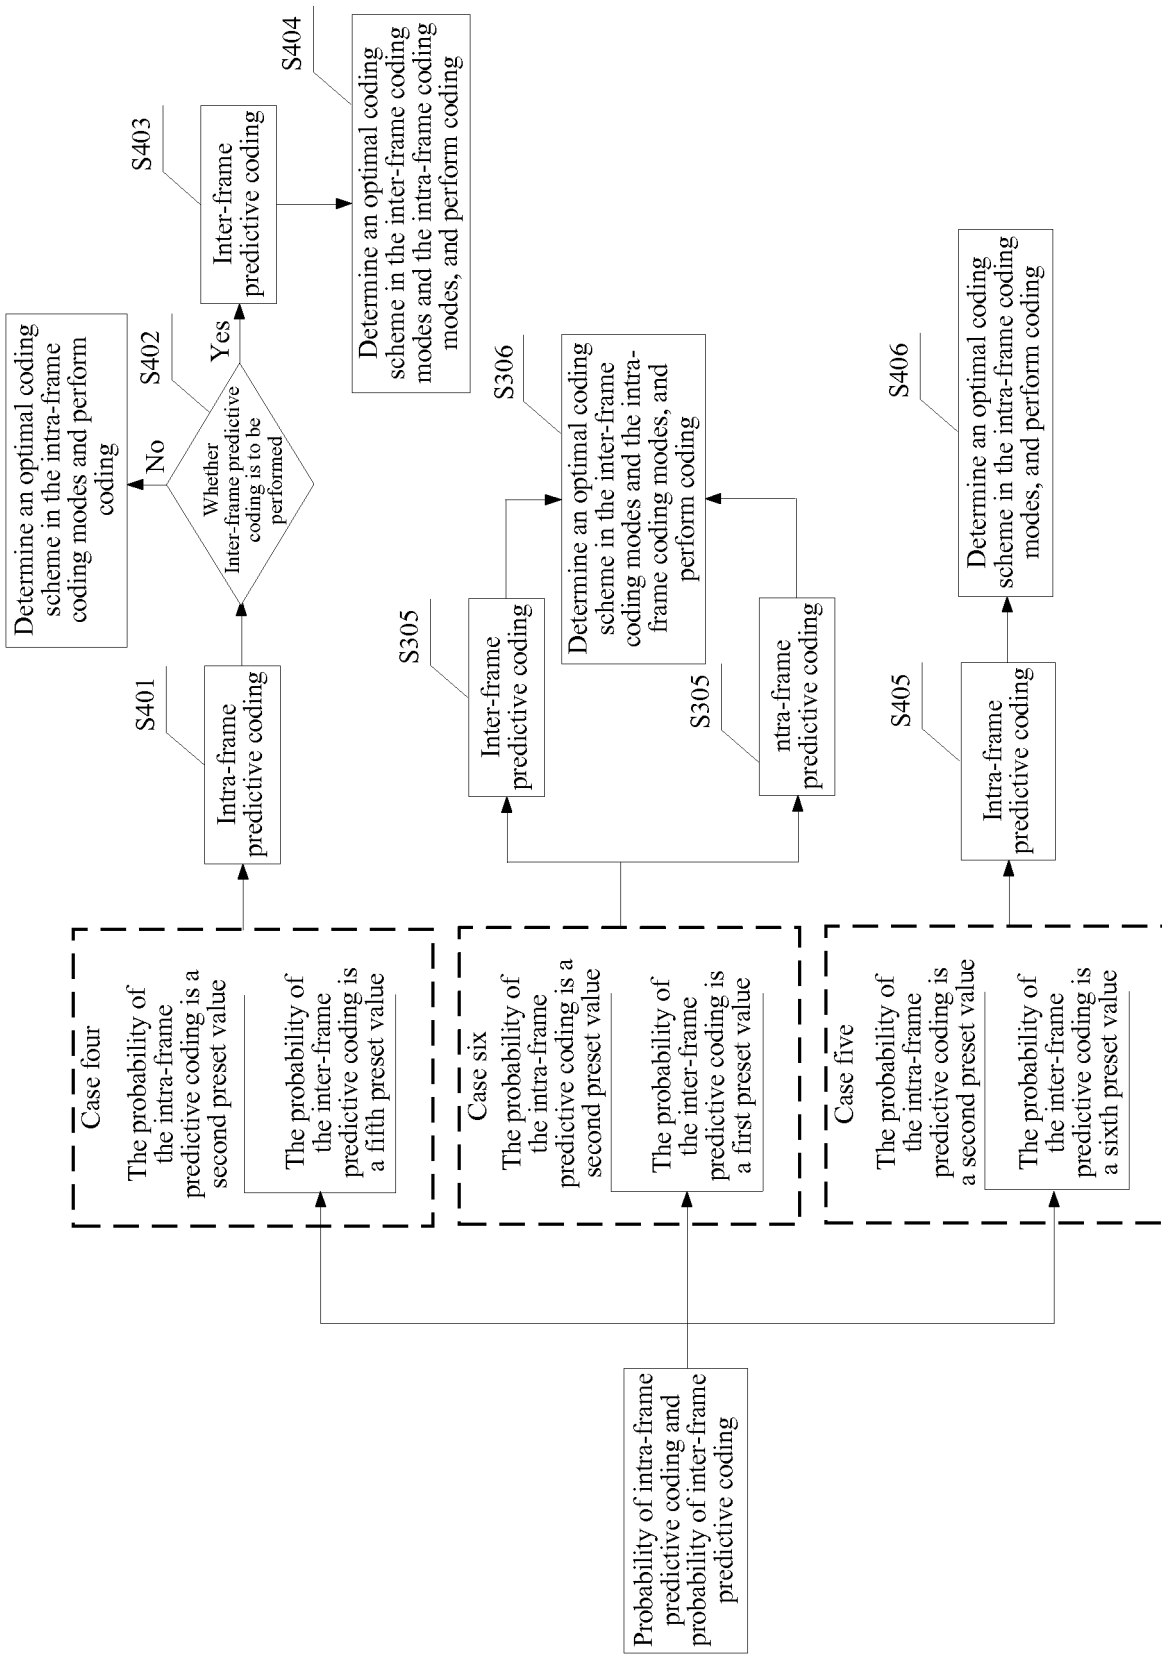 Probability of intra-frame
predictive coding and
probability of inter-frame
predictive coding
Case four
The probability of
the intra-frame
predictive coding is a
second preset value
The probability of
the inter-frame
predictive coding is
a fifth preset value
S401
Intra-frame
predictive coding
S402
Whether
Inter-frame predictive
coding is to be
performed
No
Determine an optimal coding
scheme in the intra-frame
coding modes and perform
coding
Yes
S403
Inter-frame
predictive coding
S404
Determine an optimal coding
scheme in the inter-frame coding
modes and the intra-frame coding
modes, and perform coding
Case six
The probability of
the intra-frame
predictive coding is a
second preset value
The probability of
the inter-frame
predictive coding is
a first preset value
S305
Inter-frame
predictive coding
S305
ntra-frame
predictive coding
S306
Determine an optimal coding
scheme in the inter-frame
coding modes and the intra-
frame coding modes, and
perform coding
Case five
The probability of
the intra-frame
predictive coding is
a second preset value
The probability of
the inter-frame
predictive coding is
a sixth preset value
S405
Intra-frame
predictive coding
S406
Determine an optimal coding
scheme in the intra-frame coding
modes, and perform coding